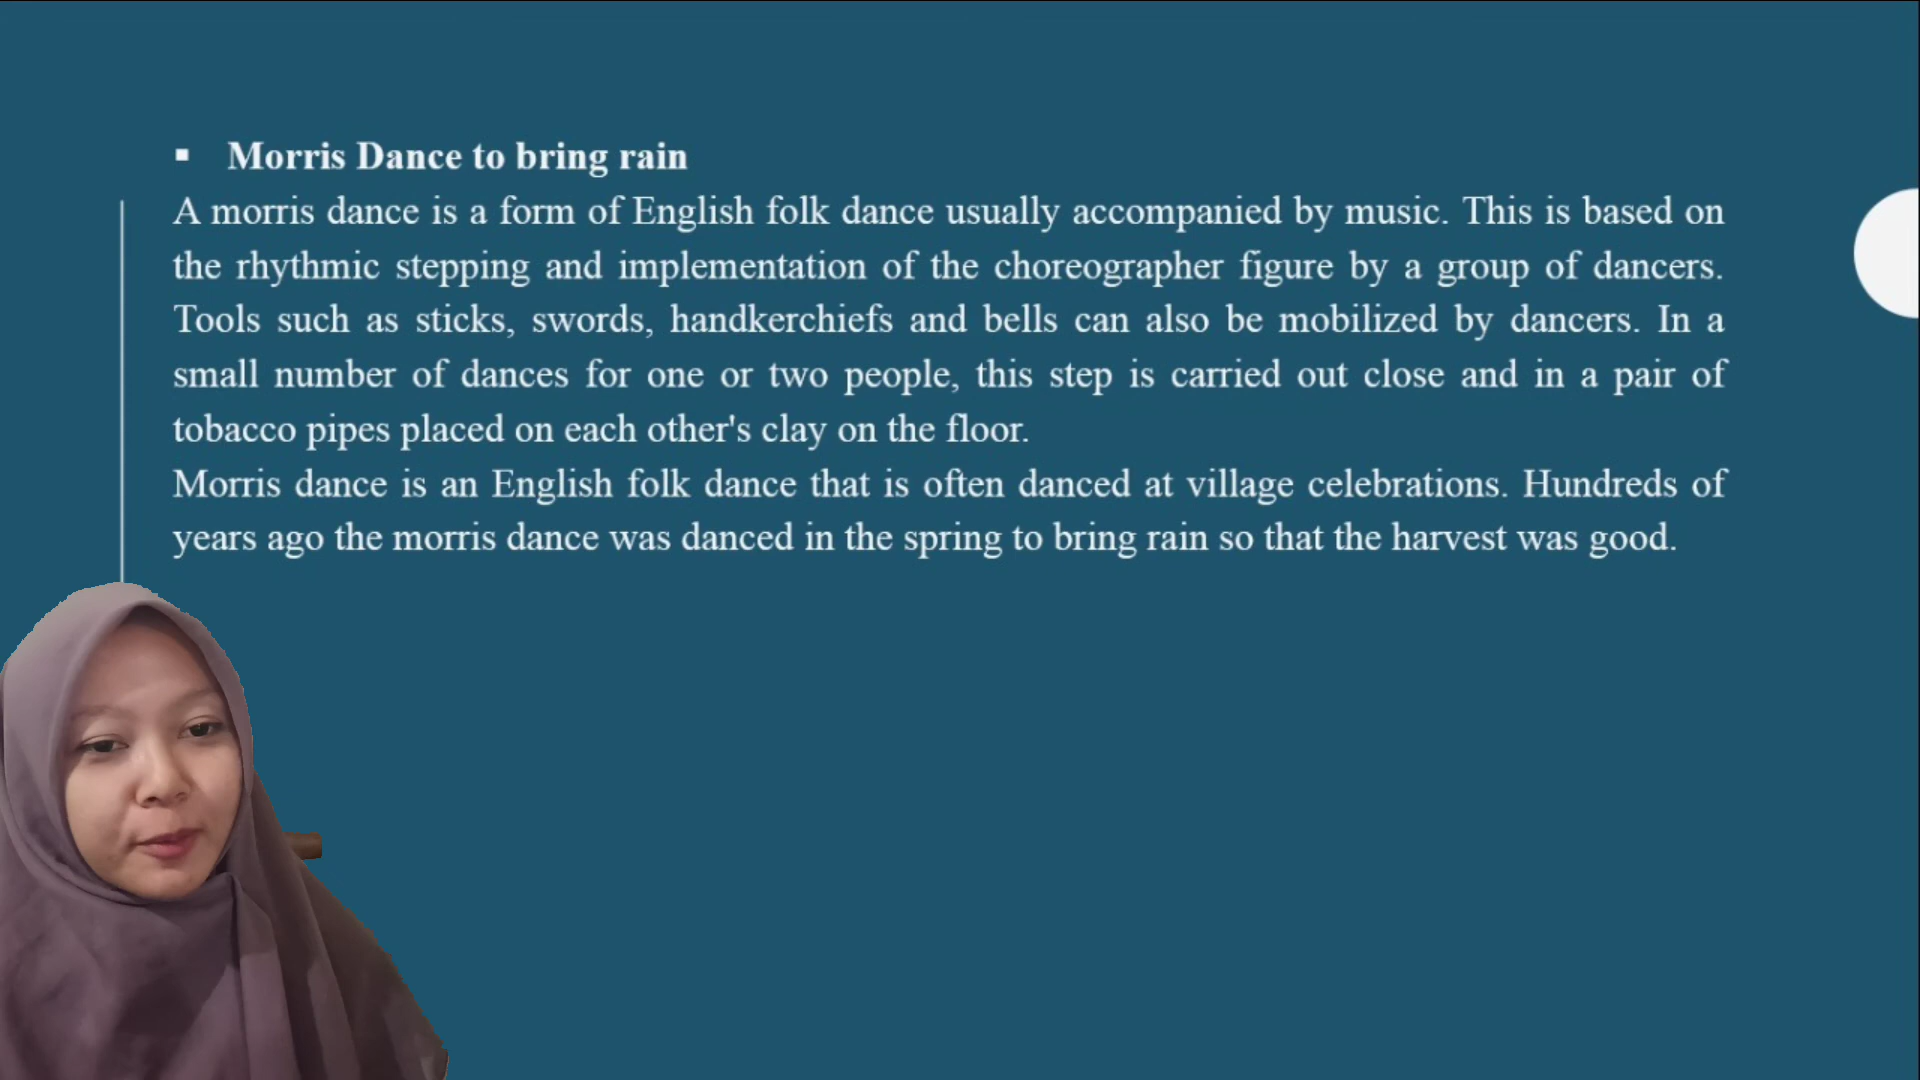 Morris Dance to bring rain
A morris dance is a form of English folk dance usually accompanied by music. This is based on
the rhythmic stepping and implementation of the choreographer figure by a group of dancers.
Tools such as sticks, swords, handkerchiefs and bells can also be mobilized by dancers. In a
small number of dances for one or two people, this step is carried out close and in a pair of
tobacco pipes placed on each other's clay on the floor.
Morris dance is an English folk dance that is often danced at village celebrations. Hundreds of
years ago the morris dance was danced in the spring to bring rain so that the harvest was good.